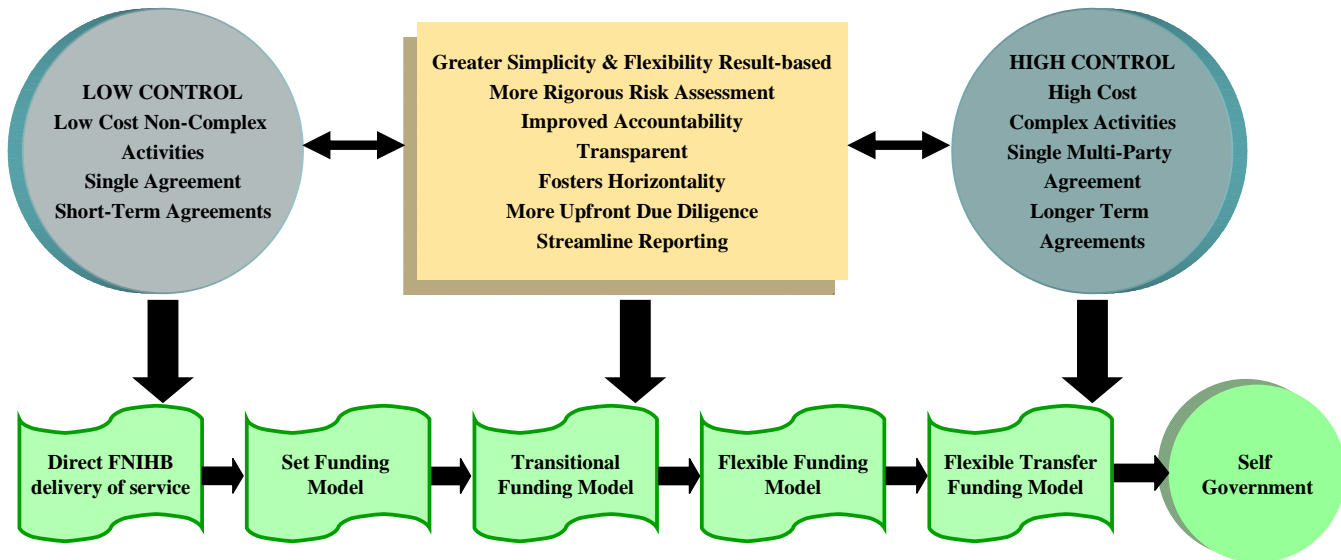 LOW CONTROL
Low Cost Non-Complex
Activities
Single Agreement
Short-Term Agreements
Greater Simplicity & Flexibility Result-based
More Rigorous Risk Assessment
Improved Accountability
Transparent
Fosters Horizontality
More Upfront Due Diligence
Streamline Reporting
HIGH CONTROL
High Cost
Complex Activities
Single Multi-Party
Agreement
Longer Term
Agreements
Direct FNIHB
delivery of service
Set Funding
Model
Transitional
Funding Model
Flexible Funding
Model
Flexible Transfer
Funding Model
Self
Government